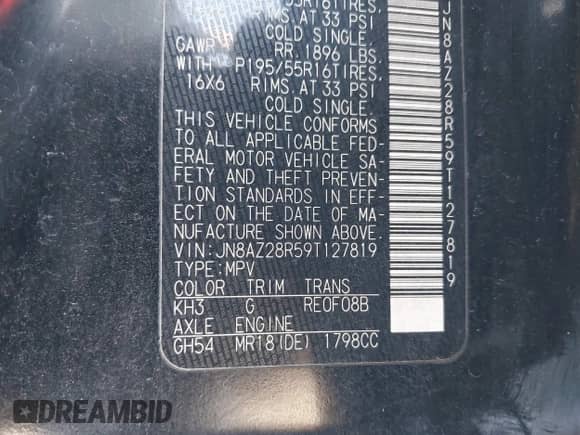 55R16TIRES,
RIMS.AT 33 PSI
COLD SINGLE.
GAWR RR. 1896 LBS.
WITH P195/55R16TIRES,
16X6 RIMS.AT 33 PSI
COLD SINGLE.
THIS VEHICLE CONFORMS
TO ALL APPLICABLE FED-
ERAL MOTOR VEHICLE SA-
FETY AND THEFT PREVEN-
TION STANDARDS IN EFF-
ECT ON THE DATE OF MA-
NUFACTURE SHOWN ABOVE.
VIN:JN8AZ28R59T127819
TYPE:MPV
COLOR TRIM TRANS
KH3 G RE0F08B
AXLE ENGINE
GH54 MR18(DE) 1798CC
JN8AZ28R59T127819
DREAMBID